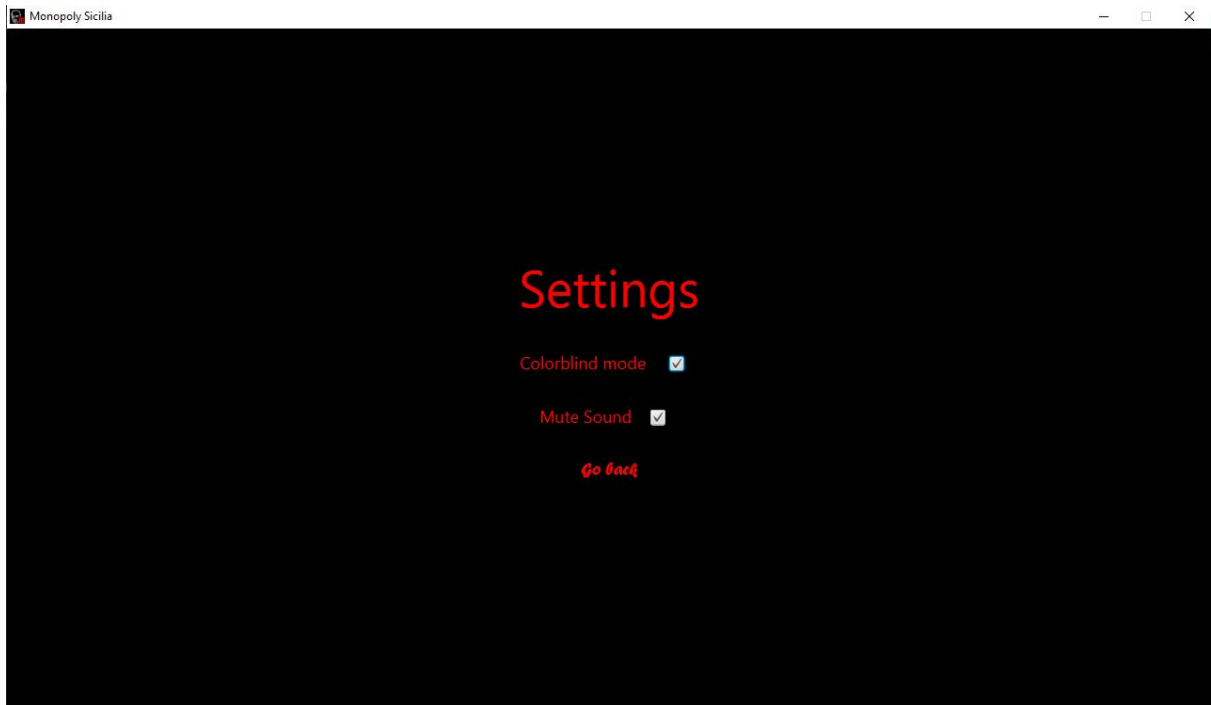 Monopoly Sicilia
Settings
Colorblind mode
Mute Sound
Go back